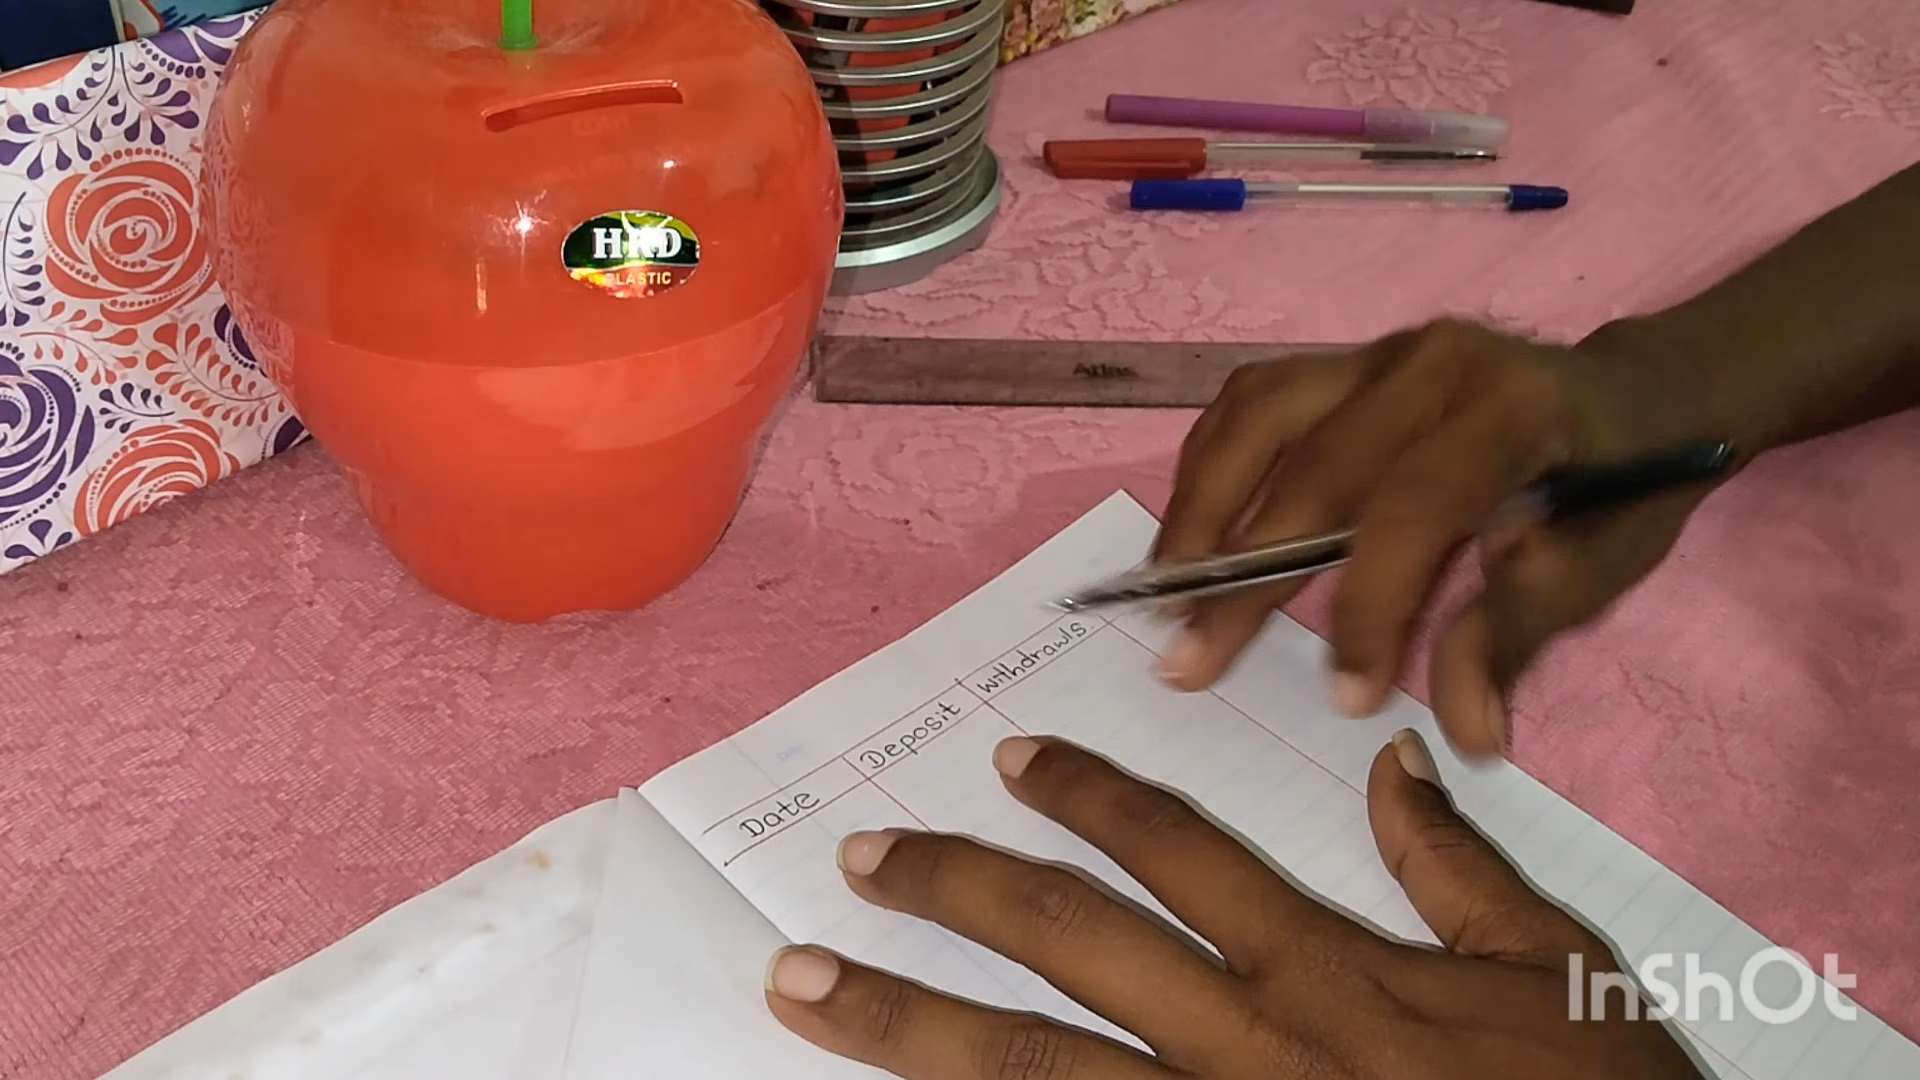 HRD
PLASTIC
Atlas
Date Deposit withdrawls.
InShOt